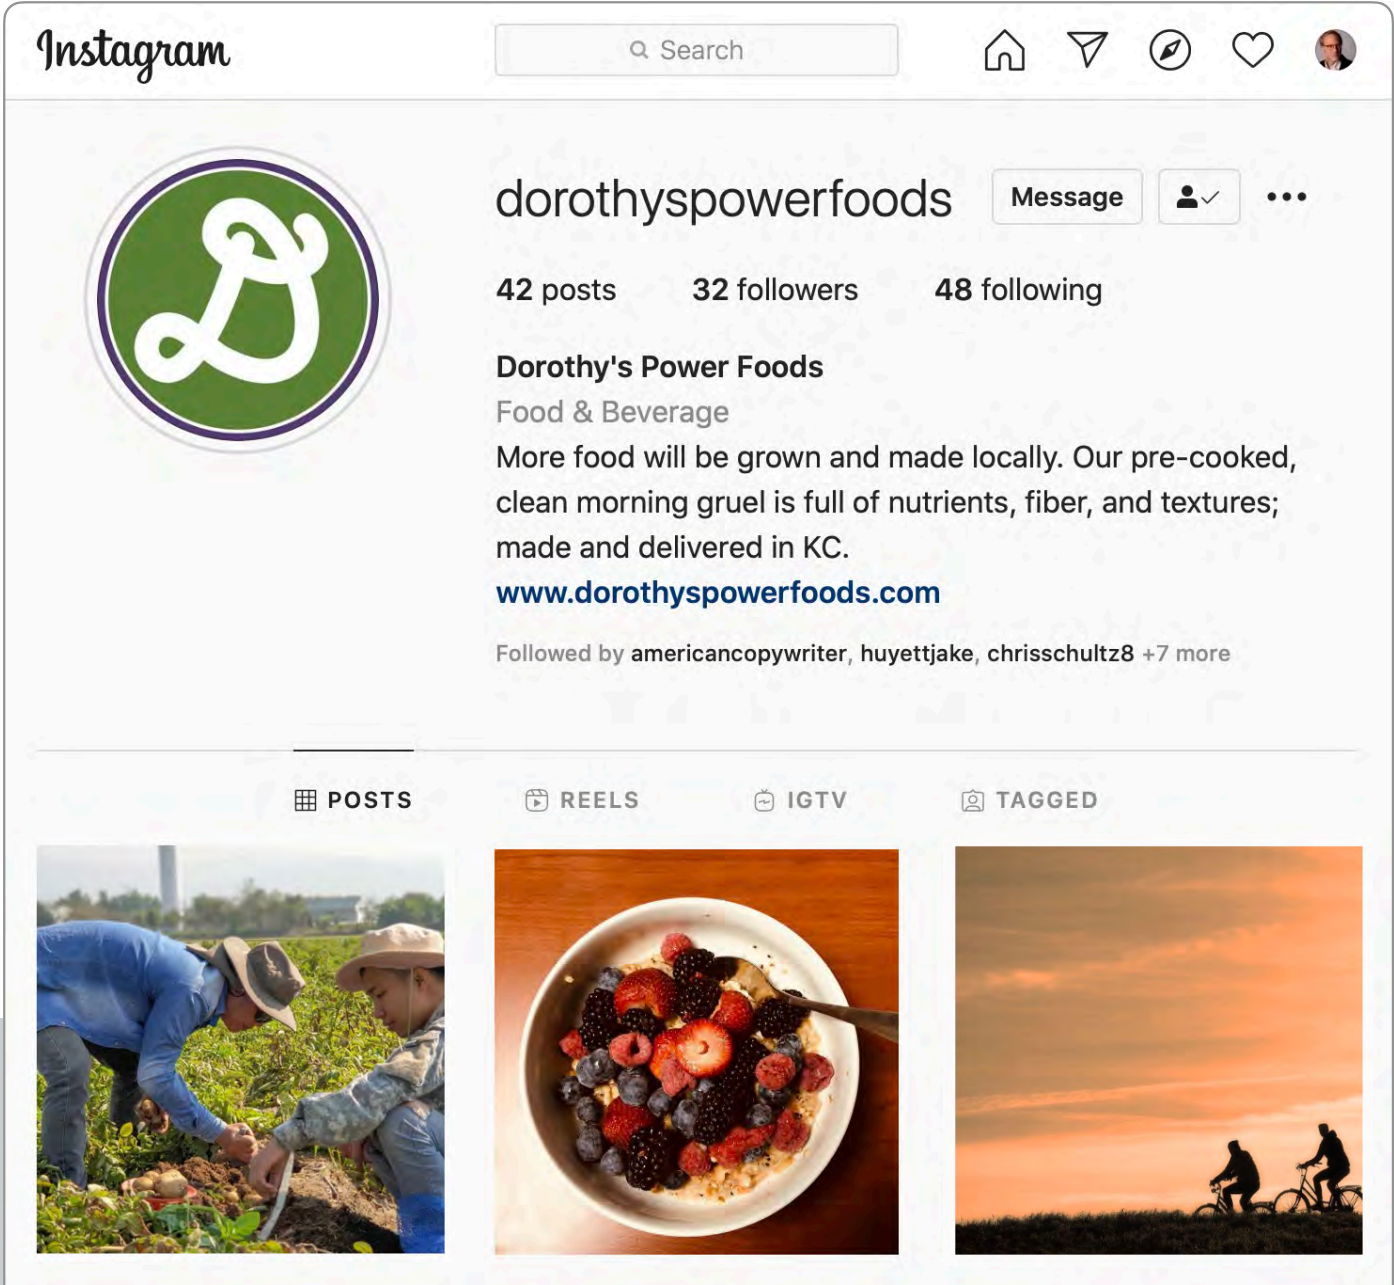 Instagram
Search
dorothyspowerfoods Message
42 posts 32 followers 48 following
Dorothy's Power Foods
Food & Beverage
More food will be grown and made locally. Our pre-cooked,
clean morning gruel is full of nutrients, fiber, and textures;
made and delivered in KC.
www.dorothyspowerfoods.com
Followed by americancopywriter, huyettjake, chrisschultz8 +7 more
POSTS REELS IGTV TAGGED